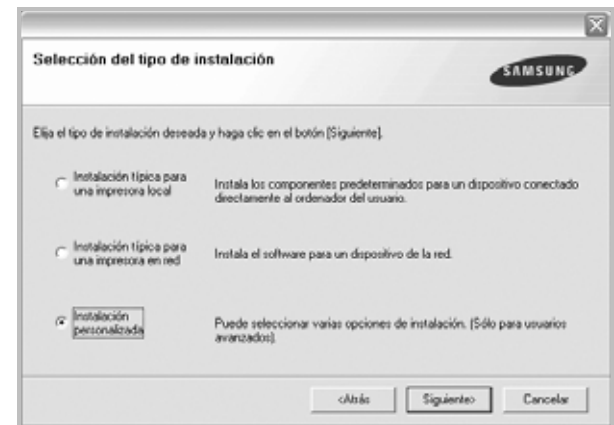 Selección del tipo de instalación
SAMSUNG
Elija el tipo de instalación deseada y haga clic en el botón [Siguiente].
Instalación típica para
una impresora local
Instala los componentes predeterminados para un dispositivo conectado
directamente al ordenador del usuario.
Instalación típica para
una impresora en red
Instala el software para un dispositivo de la red.
Instalación
personalizada
Puede seleccionar varias opciones de instalación. (Sólo para usuarios
avanzados).
<Atrás
Siguiente>
Cancelar